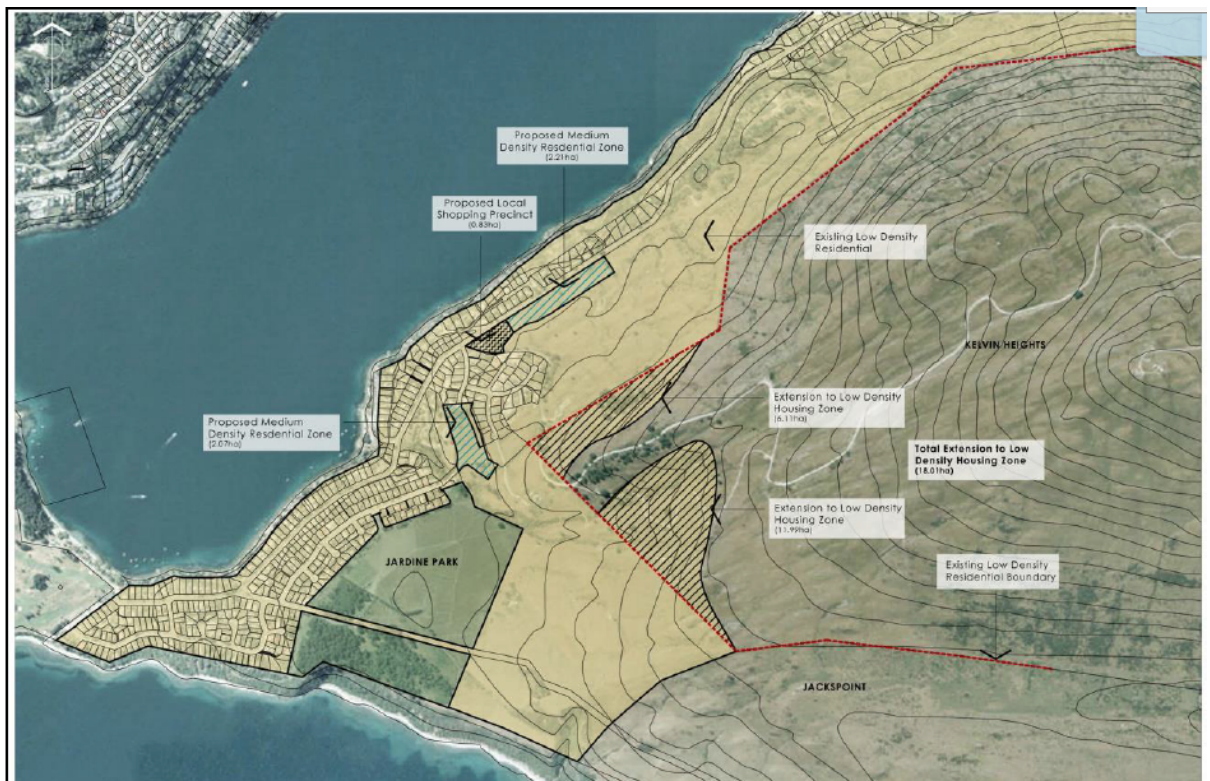 Proposed Medium
Density Resdential Zone
(2.21ha)
Proposed Local
Shopping Precinct
(0.83ha)
Existing Low Density
Residential
KELVIN HEIGHTS
Extension to Low Density
Housing Zone
(6.11ha)
Proposed Medium
Density Resdential Zone
(2.07ha)
Total Extension to Low
Density Housing Zone
(18.01ha)
Extension to Low Density
Housing Zone
(11.99ha)
JARDINE PARK
Existing Low Density
Residential Boundary
JACKSPOINT